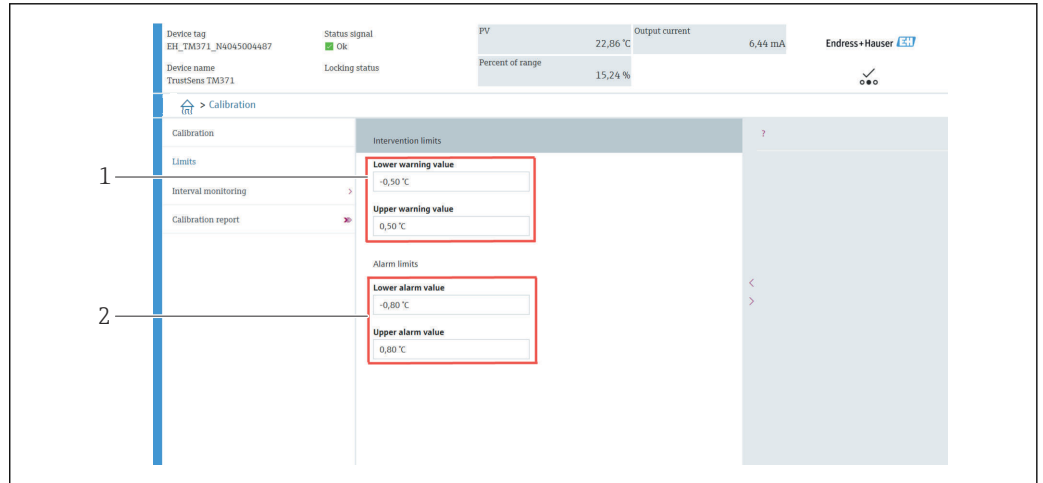 Device tag
EH_TM371_N4045004487
Status signal
Ok
PV
22,86 °C
Output current
6,44 mA
Endress+Hauser EH
Device name
TrustSens TM371
Locking status
Percent of range
15,24 %
> Calibration
Calibration
Limits
Interval monitoring >
Calibration report
Intervention limits
Lower warning value
-0,50 °C
Upper warning value
0,50 °C
Alarm limits
Lower alarm value
-0,80 °C
Upper alarm value
0,80 °C
?
<
>
1
2